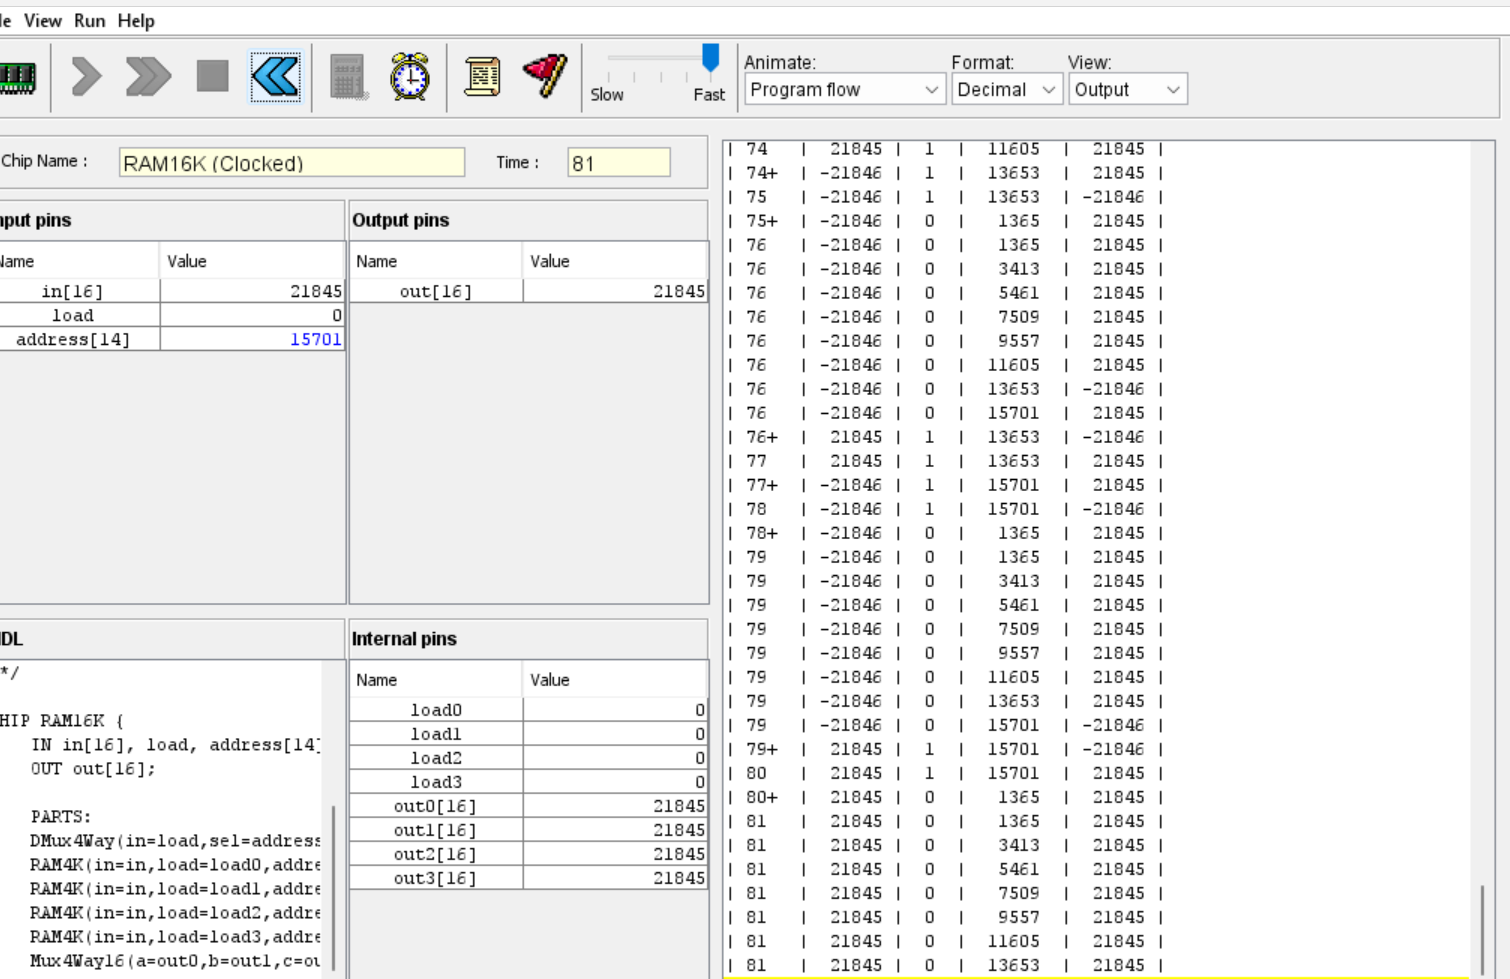 View Run Help
Animate: Format: View:
Slow Fast Program flow Decimal Output
Chip Name : RAM16K (Clocked) Time : 81
Output pins
Value Name Value
in[16] 21845 out[16] 21845
load 0
address[14] 15701
Internal pins
Name Value
*/
load0 0
load1 0
RAM16K {
IN in[16], load, address[14]
load2 0
OUT out[16];
load3 0
out0[16] 21845
PARTS:
out1[16] 21845
DMux4Way(in=load,sel=address
out2[16] 21845
RAM4K(in=in,load=load0,addre
out3[16] 21845
RAM4K(in=in,load=load1,addre
RAM4K(in=in,load=load2,addre
RAM4K(in=in,load=load3,addre
Mux4Way16(a=out0,b=out1,c=ou
| 74 | 21845 | 1 | 11605 | 21845 |
| 74+ | -21846 | 1 | 13653 | 21845 |
| 75 | -21846 | 1 | 13653 | -21846 |
| 75+ | -21846 | 0 | 1365 | 21845 |
| 76 | -21846 | 0 | 1365 | 21845 |
| 76 | -21846 | 0 | 3413 | 21845 |
| 76 | -21846 | 0 | 5461 | 21845 |
| 76 | -21846 | 0 | 7509 | 21845 |
| 76 | -21846 | 0 | 9557 | 21845 |
| 76 | -21846 | 0 | 11605 | 21845 |
| 76 | -21846 | 0 | 13653 | -21846 |
| 76 | -21846 | 0 | 15701 | 21845 |
| 76+ | 21845 | 1 | 13653 | -21846 |
| 77 | 21845 | 1 | 13653 | 21845 |
| 77+ | -21846 | 1 | 15701 | 21845 |
| 78 | -21846 | 1 | 15701 | -21846 |
| 78+ | -21846 | 0 | 1365 | 21845 |
| 79 | -21846 | 0 | 1365 | 21845 |
| 79 | -21846 | 0 | 3413 | 21845 |
| 79 | -21846 | 0 | 5461 | 21845 |
| 79 | -21846 | 0 | 7509 | 21845 |
| 79 | -21846 | 0 | 9557 | 21845 |
| 79 | -21846 | 0 | 11605 | 21845 |
| 79 | -21846 | 0 | 13653 | 21845 |
| 79 | -21846 | 0 | 15701 | -21846 |
| 79+ | 21845 | 1 | 15701 | -21846 |
| 80 | 21845 | 1 | 15701 | 21845 |
| 80+ | 21845 | 0 | 1365 | 21845 |
| 81 | 21845 | 0 | 1365 | 21845 |
| 81 | 21845 | 0 | 3413 | 21845 |
| 81 | 21845 | 0 | 5461 | 21845 |
| 81 | 21845 | 0 | 7509 | 21845 |
| 81 | 21845 | 0 | 9557 | 21845 |
| 81 | 21845 | 0 | 11605 | 21845 |
| 81 | 21845 | 0 | 13653 | 21845 |